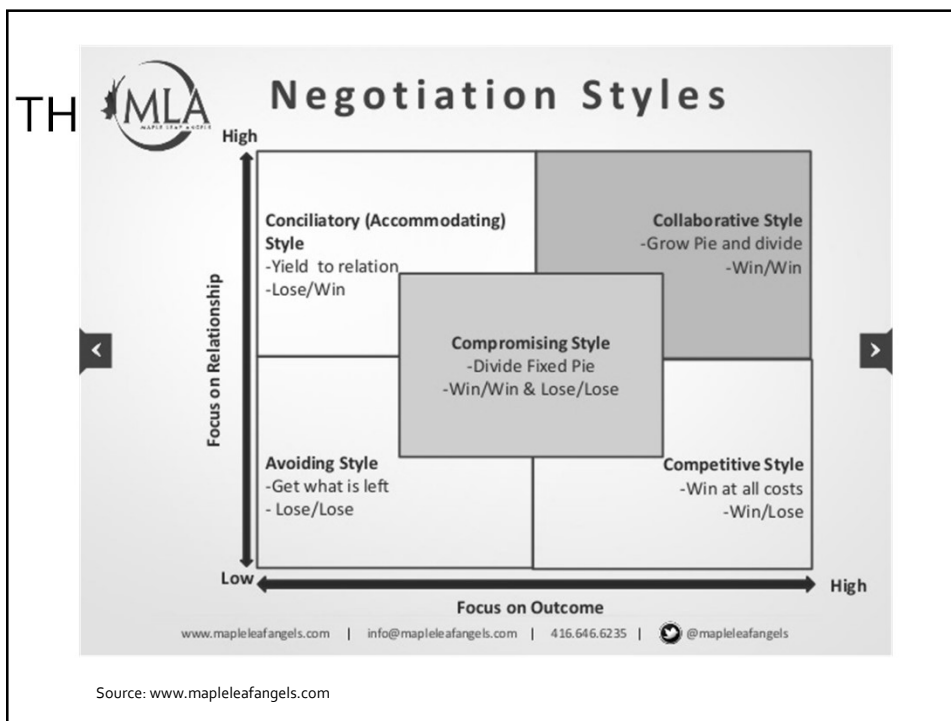 TH
MLA
MAPLE LEAF ANGELS
Negotiation Styles
High
Conciliatory (Accommodating)
Style
-Yield to relation
-Lose/Win
Collaborative Style
-Grow Pie and divide
-Win/Win
Focus on Relationship
Compromising Style
-Divide Fixed Pie
-Win/Win & Lose/Lose
Avoiding Style
-Get what is left
- Lose/Lose
Competitive Style
-Win at all costs
-Win/Lose
Low
High
Focus on Outcome
www.mapleleafangels.com | info@mapleleafangels.com | 416.646.6235 | @mapleleafangels
Source: www.mapleleafangels.com